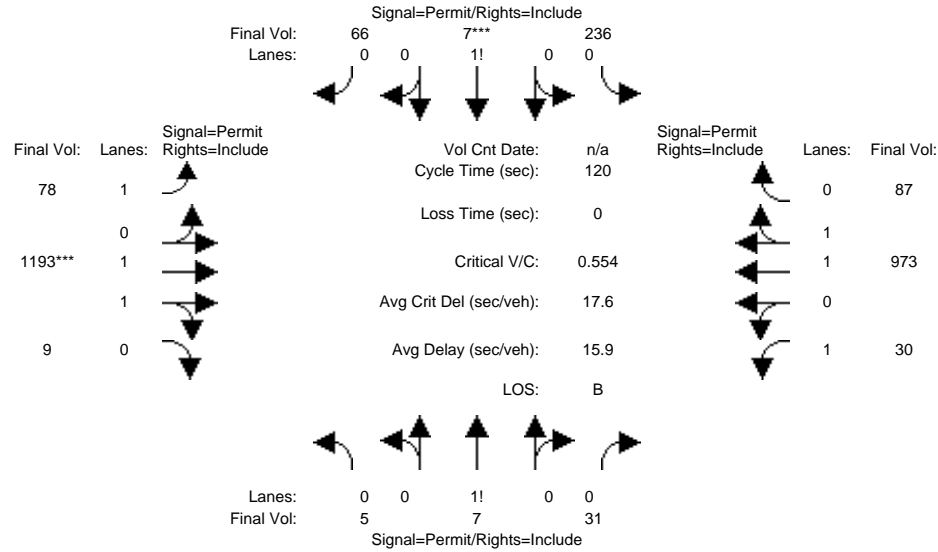 Signal=Permit/Rights=Include
Final Vol: 66 7*** 236
Lanes: 0 0 1! 0 0
Signal=Permit Signal=Permit
Final Vol: Lanes: Rights=Include Vol Cnt Date: n/a Rights=Include Lanes: Final Vol:
Cycle Time (sec): 120
78 1 0 87
Loss Time (sec): 0
0 1
1193*** 1 Critical V/C: 0.554 1 973
1 Avg Crit Del (sec/veh): 17.6 0
9 0 Avg Delay (sec/veh): 15.9 1 30
LOS: B
Lanes: 0 0 1! 0 0
Final Vol: 5 7 31
Signal=Permit/Rights=Include